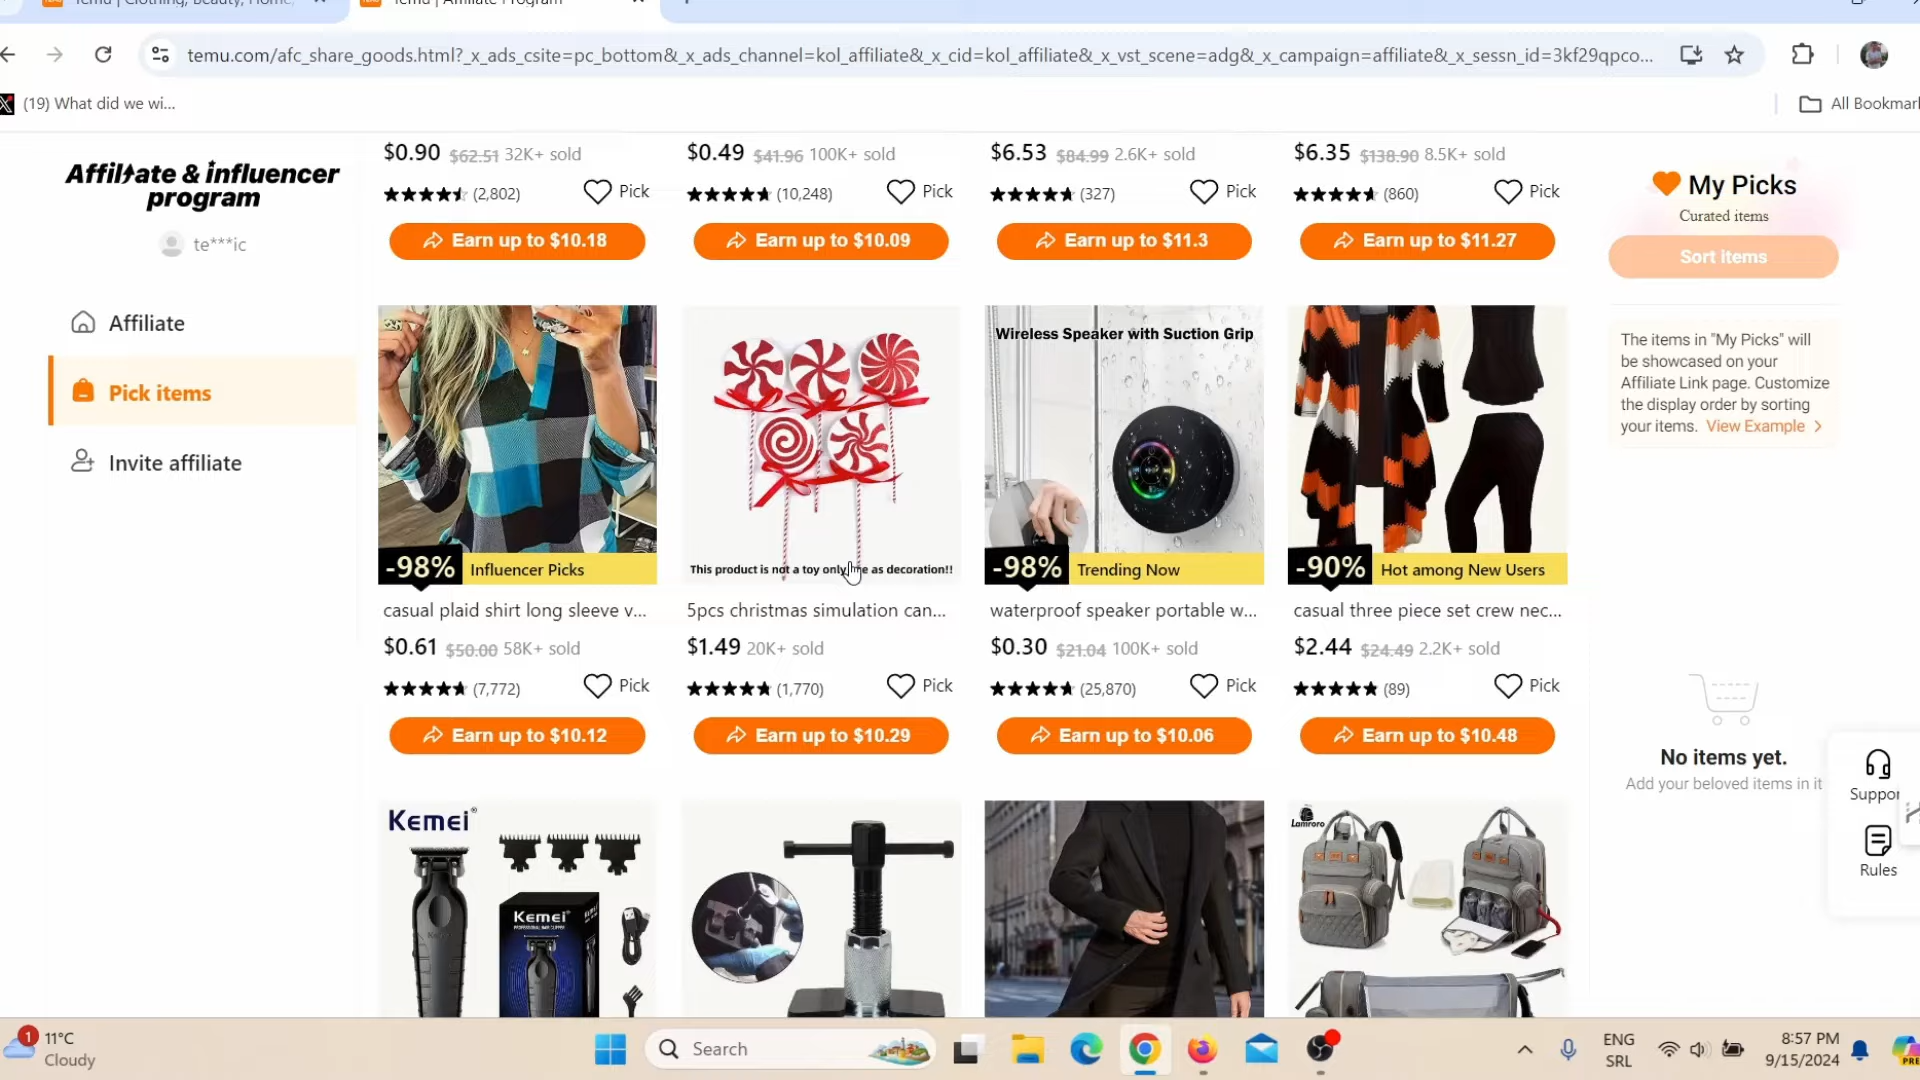 temu.com/afc_share_goods.html?_x_ads_csite=pc_bottom&_x_ads_channel=kol_affiliate&_x_cid=kol_affiliate&_x_vst_scene=adg&_x_campaign=affiliate&_x_sessn_id=3kf29qpco...
(19) What did we wi...
All Bookmark
Affiliate & influencer
program
te***ic
Affiliate
Pick items
Invite affiliate
$0.90 $62.51 32K+ sold
(2,802) Pick
Earn up to $10.18
$0.49 $41.96 100K+ sold
(10,248) Pick
Earn up to $10.09
$6.53 $84.99 2.6K+ sold
(327) Pick
Earn up to $11.3
$6.35 $138.90 8.5K+ sold
(860) Pick
Earn up to $11.27
-98% Influencer Picks
casual plaid shirt long sleeve v...
$0.61 $50.00 58K+ sold
(7,772) Pick
Earn up to $10.12
This product is not a toy only as decoration!!
5pcs christmas simulation can...
$1.49 20K+ sold
(1,770) Pick
Earn up to $10.29
Wireless Speaker with Suction Grip
-98% Trending Now
waterproof speaker portable w...
$0.30 $21.04 100K+ sold
(25,870) Pick
Earn up to $10.06
-90% Hot among New Users
casual three piece set crew nec...
$2.44 $24.49 2.2K+ sold
(89) Pick
Earn up to $10.48
Kemei
Kemei
PROFESSIONAL HAIR CLIPPER
Lamroro
My Picks
Curated items
Sort items
The items in "My Picks" will
be showcased on your
Affiliate Link page. Customize
the display order by sorting
your items. View Example >
No items yet.
Add your beloved items in it
Suppor
Rules
1
11°C
Cloudy
Search
ENG
SRL
8:57 PM
9/15/2024
PRE